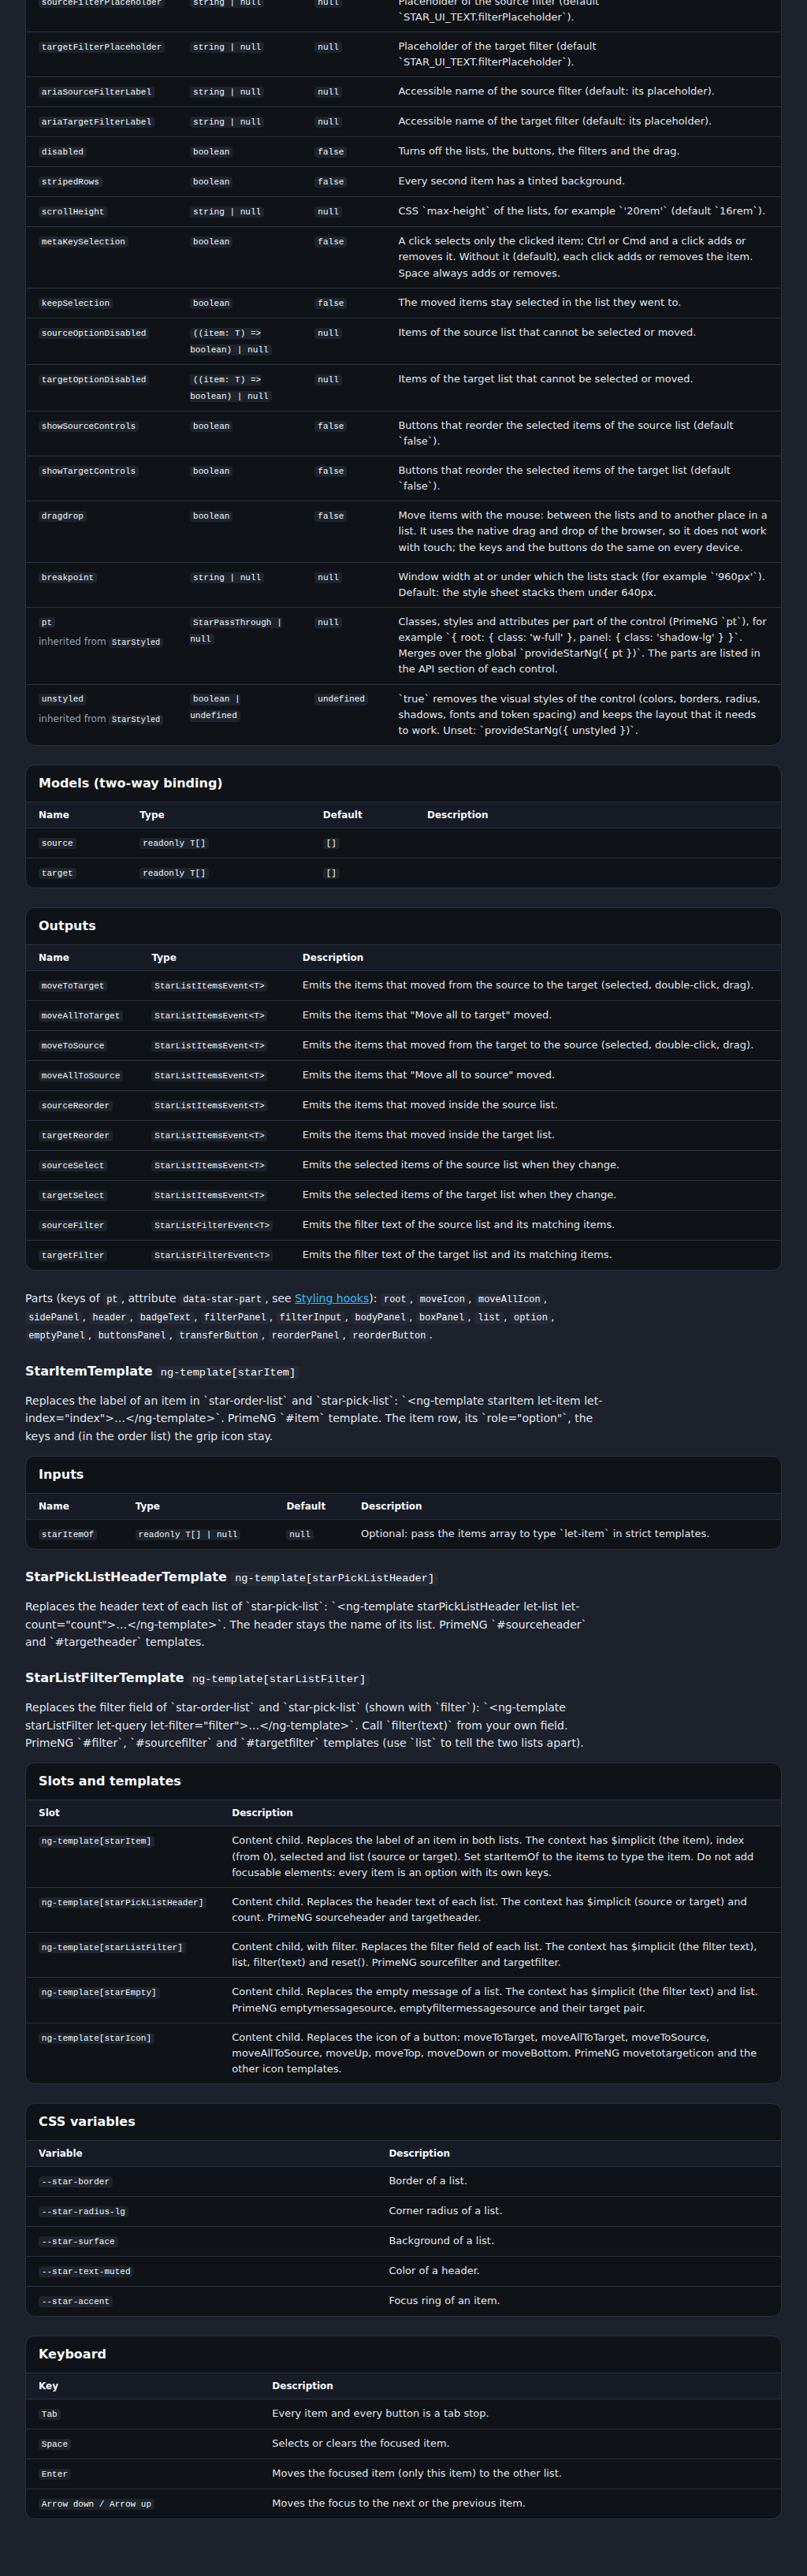 sourceFilterPlaceholder string | null null Placeholder of the source filter (default
`STAR_UI_TEXT.filterPlaceholder`).
targetFilterPlaceholder string | null null Placeholder of the target filter (default
`STAR_UI_TEXT.filterPlaceholder`).
ariaSourceFilterLabel string | null null Accessible name of the source filter (default: its placeholder).
ariaTargetFilterLabel string | null null Accessible name of the target filter (default: its placeholder).
disabled boolean false Turns off the lists, the buttons, the filters and the drag.
stripedRows boolean false Every second item has a tinted background.
scrollHeight string | null null CSS `max-height` of the lists, for example `'20rem'` (default `16rem`).
metaKeySelection boolean false A click selects only the clicked item; Ctrl or Cmd and a click adds or
removes it. Without it (default), each click adds or removes the item.
Space always adds or removes.
keepSelection boolean false The moved items stay selected in the list they went to.
sourceOptionDisabled ((item: T) => null Items of the source list that cannot be selected or moved.
boolean) | null
targetOptionDisabled ((item: T) => null Items of the target list that cannot be selected or moved.
boolean) | null
showSourceControls boolean false Buttons that reorder the selected items of the source list (default
`false`).
showTargetControls boolean false Buttons that reorder the selected items of the target list (default
`false`).
dragdrop boolean false Move items with the mouse: between the lists and to another place in a
list. It uses the native drag and drop of the browser, so it does not work
with touch; the keys and the buttons do the same on every device.
breakpoint string | null null Window width at or under which the lists stack (for example `'960px'`).
Default: the style sheet stacks them under 640px.
pt StarPassThrough | null Classes, styles and attributes per part of the control (PrimeNG `pt`), for
inherited from StarStyled null example `{ root: { class: 'w-full' }, panel: { class: 'shadow-lg' } }`.
Merges over the global `provideStarNg({ pt })`. The parts are listed in
the API section of each control.
unstyled boolean | undefined `true` removes the visual styles of the control (colors, borders, radius,
inherited from StarStyled undefined shadows, fonts and token spacing) and keeps the layout that it needs
to work. Unset: `provideStarNg({ unstyled })`.
Models (two-way binding)
Name Type Default Description
source readonly T[] []
target readonly T[] []
Outputs
Name Type Description
moveToTarget StarListItemsEvent<T> Emits the items that moved from the source to the target (selected, double-click, drag).
moveAllToTarget StarListItemsEvent<T> Emits the items that "Move all to target" moved.
moveToSource StarListItemsEvent<T> Emits the items that moved from the target to the source (selected, double-click, drag).
moveAllToSource StarListItemsEvent<T> Emits the items that "Move all to source" moved.
sourceReorder StarListItemsEvent<T> Emits the items that moved inside the source list.
targetReorder StarListItemsEvent<T> Emits the items that moved inside the target list.
sourceSelect StarListItemsEvent<T> Emits the selected items of the source list when they change.
targetSelect StarListItemsEvent<T> Emits the selected items of the target list when they change.
sourceFilter StarListFilterEvent<T> Emits the filter text of the source list and its matching items.
targetFilter StarListFilterEvent<T> Emits the filter text of the target list and its matching items.
Parts (keys of pt, attribute data-star-part, see Styling hooks): root, moveIcon, moveAllIcon,
sidePanel, header, badgeText, filterPanel, filterInput, bodyPanel, boxPanel, list, option,
emptyPanel, buttonsPanel, transferButton, reorderPanel, reorderButton.
StarItemTemplate ng-template[starItem]
Replaces the label of an item in `star-order-list` and `star-pick-list`: `<ng-template starItem let-item let-
index="index">…</ng-template>`. PrimeNG `#item` template. The item row, its `role="option"`, the
keys and (in the order list) the grip icon stay.
Inputs
Name Type Default Description
starItemOf readonly T[] | null null Optional: pass the items array to type `let-item` in strict templates.
StarPickListHeaderTemplate ng-template[starPickListHeader]
Replaces the header text of each list of `star-pick-list`: `<ng-template starPickListHeader let-list let-
count="count">…</ng-template>`. The header stays the name of its list. PrimeNG `#sourceheader`
and `#targetheader` templates.
StarListFilterTemplate ng-template[starListFilter]
Replaces the filter field of `star-order-list` and `star-pick-list` (shown with `filter`): `<ng-template
starListFilter let-query let-filter="filter">…</ng-template>`. Call `filter(text)` from your own field.
PrimeNG `#filter`, `#sourcefilter` and `#targetfilter` templates (use `list` to tell the two lists apart).
Slots and templates
Slot Description
ng-template[starItem] Content child. Replaces the label of an item in both lists. The context has $implicit (the item), index
(from 0), selected and list (source or target). Set starItemOf to the items to type the item. Do not add
focusable elements: every item is an option with its own keys.
ng-template[starPickListHeader] Content child. Replaces the header text of each list. The context has $implicit (source or target) and
count. PrimeNG sourceheader and targetheader.
ng-template[starListFilter] Content child, with filter. Replaces the filter field of each list. The context has $implicit (the filter text),
list, filter(text) and reset(). PrimeNG sourcefilter and targetfilter.
ng-template[starEmpty] Content child. Replaces the empty message of a list. The context has $implicit (the filter text) and list.
PrimeNG emptymessagesource, emptyfiltermessagesource and their target pair.
ng-template[starIcon] Content child. Replaces the icon of a button: moveToTarget, moveAllToTarget, moveToSource,
moveAllToSource, moveUp, moveTop, moveDown or moveBottom. PrimeNG movetotargeticon and the
other icon templates.
CSS variables
Variable Description
--star-border Border of a list.
--star-radius-lg Corner radius of a list.
--star-surface Background of a list.
--star-text-muted Color of a header.
--star-accent Focus ring of an item.
Keyboard
Key Description
Tab Every item and every button is a tab stop.
Space Selects or clears the focused item.
Enter Moves the focused item (only this item) to the other list.
Arrow down / Arrow up Moves the focus to the next or the previous item.